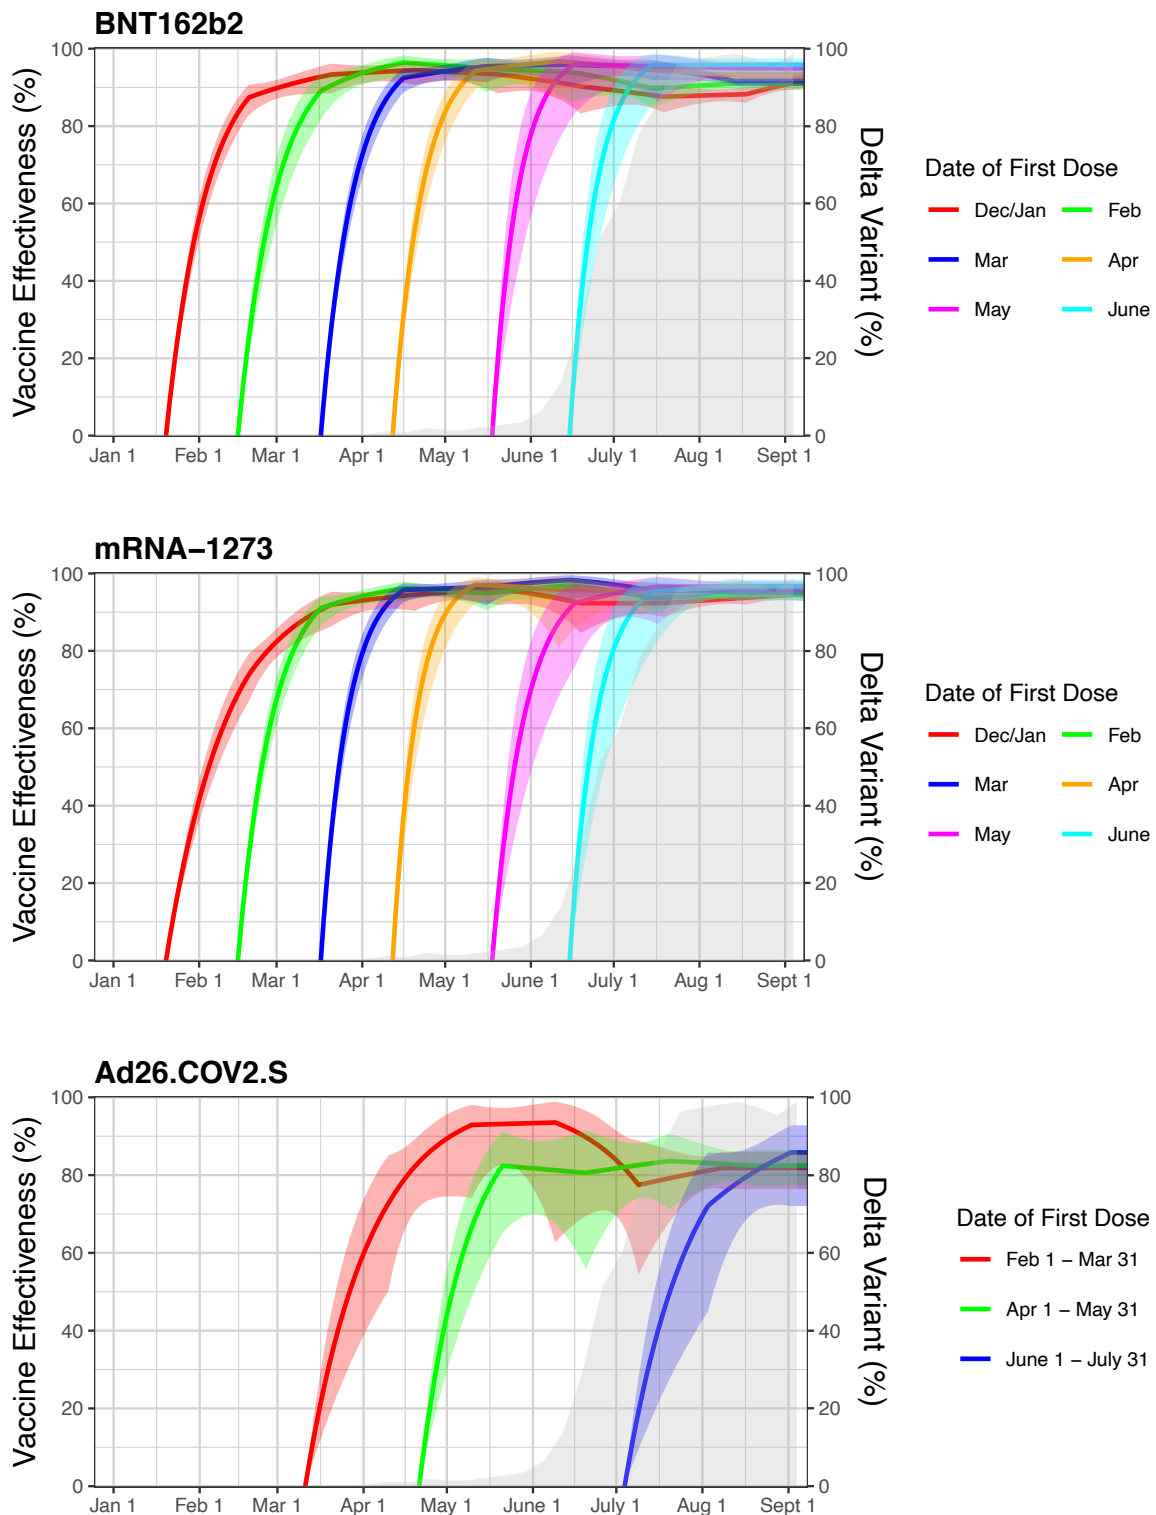 BNT162b2
Vaccine Effectiveness (%)
100
80
60
40
20
0
100
80
60
40
20
0
Delta Variant (%)
Jan 1 Feb 1 Mar 1 Apr 1 May 1 June 1 July 1 Aug 1 Sept 1
Date of First Dose
Dec/Jan Feb
Mar Apr
May June
mRNA−1273
Vaccine Effectiveness (%)
100
80
60
40
20
0
100
80
60
40
20
0
Delta Variant (%)
Jan 1 Feb 1 Mar 1 Apr 1 May 1 June 1 July 1 Aug 1 Sept 1
Date of First Dose
Dec/Jan Feb
Mar Apr
May June
Ad26.COV2.S
Vaccine Effectiveness (%)
100
80
60
40
20
0
100
80
60
40
20
0
Delta Variant (%)
Jan 1 Feb 1 Mar 1 Apr 1 May 1 June 1 July 1 Aug 1 Sept 1
Date of First Dose
Feb 1 − Mar 31
Apr 1 − May 31
June 1 − July 31